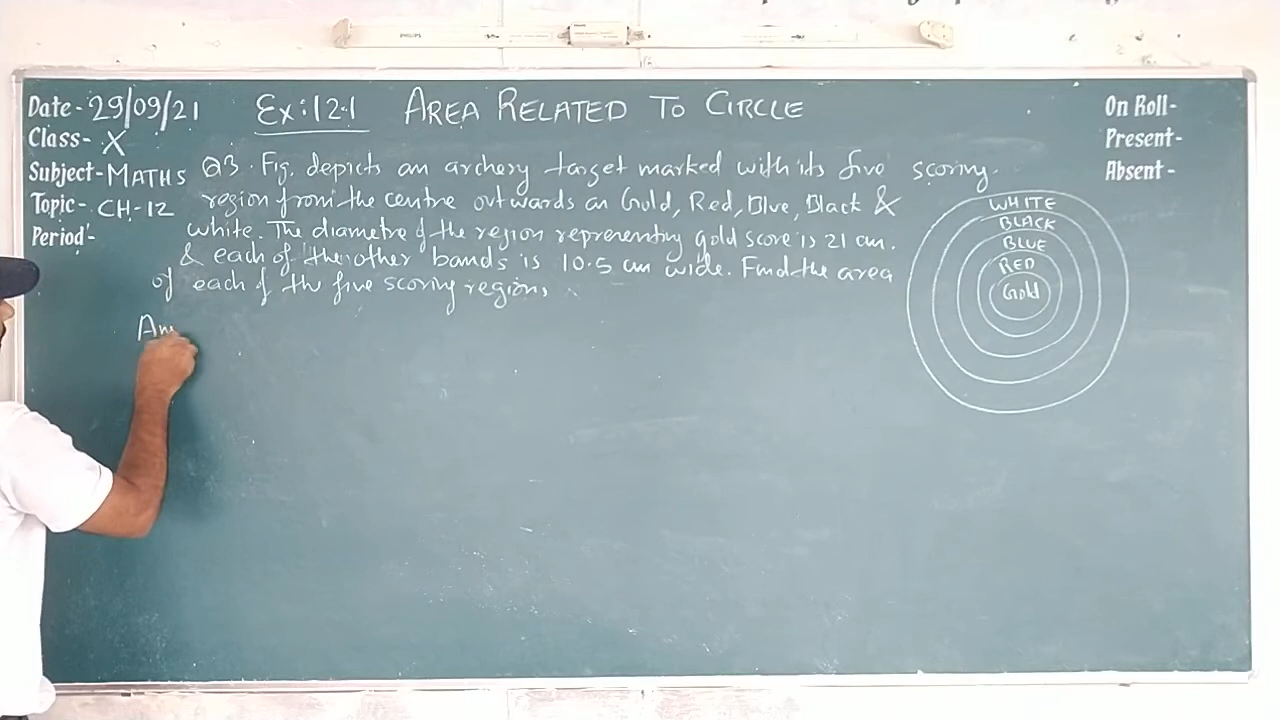 PHILIPS
Date - 29/09/21
Ex:12.1 AREA RELATED TO CIRCLE
On Roll-
Class- X
Present-
Subject- MATHS
Absent-
Topic- CH-12
Period-
Q3. Fig. depicts an archery target marked with its five scoring.
region from the centre outwards as Gold, Red, Blue, Black &
white. The diametre of the region representing gold score is 21 cm.
& each of the other bands is 10.5 cm wide. Find the area
of each of the five scoring region,
WHITE
BLACK
BLUE
RED
Gold